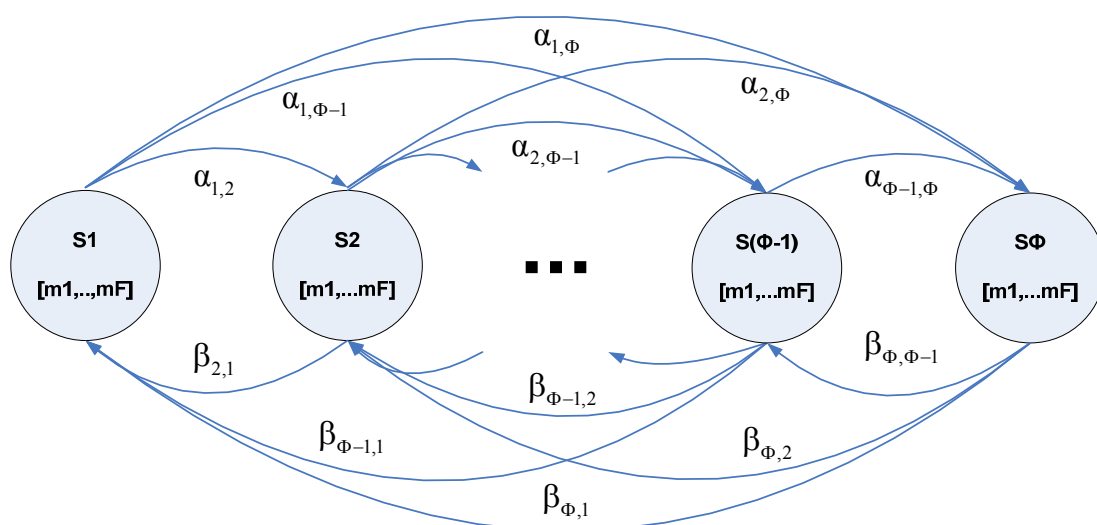 α₁,Φ
α₂,Φ
α₁,Φ−₁
α₂,Φ−₁
α₁,₂
αΦ−₁,Φ
S1
[m1,..,mF]
S2
[m1,...mF]
...
S(Φ-1)
[m1,...mF]
SΦ
[m1,...mF]
β₂,₁
βΦ,Φ−₁
βΦ−₁,₂
βΦ−₁,₁
βΦ,₂
βΦ,₁